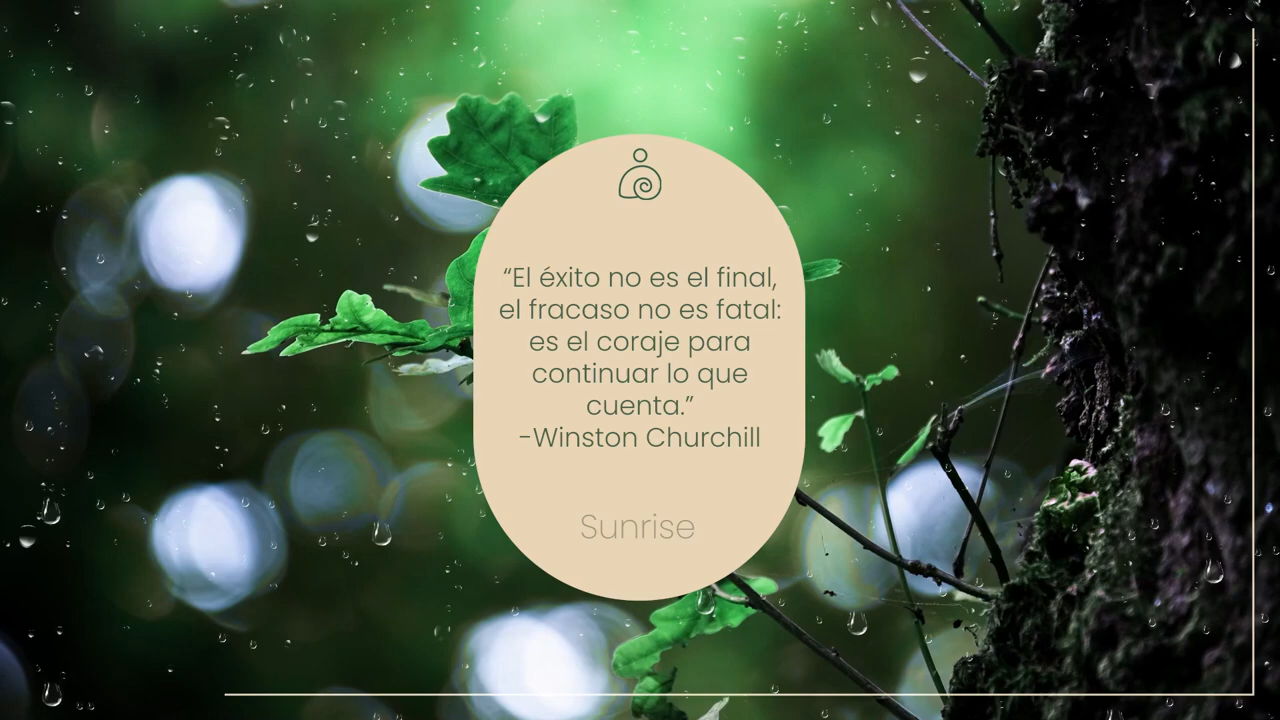 “El éxito no es el final,
el fracaso no es fatal:
es el coraje para
continuar lo que
cuenta.”
-Winston Churchill
Sunrise